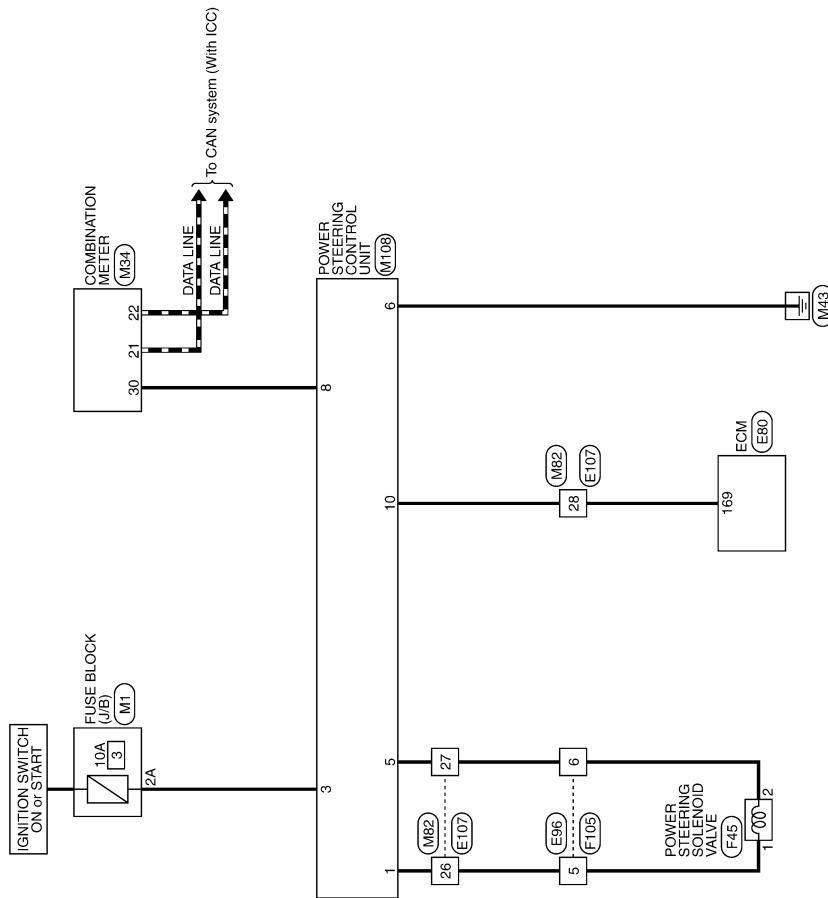 IGNITION SWITCH
ON or START
FUSE BLOCK
(J/B)
M1
10A
3
2A
COMBINATION
METER
M34
30
21
22
DATA LINE
DATA LINE
To CAN system (With ICC)
POWER
STEERING
CONTROL
UNIT
M108
3
8
1
5
10
6
M82
E107
26
27
M82
E107
28
E96
F105
5
6
POWER
STEERING
SOLENOID
VALVE
F45
1
2
ECM
E80
169
M43